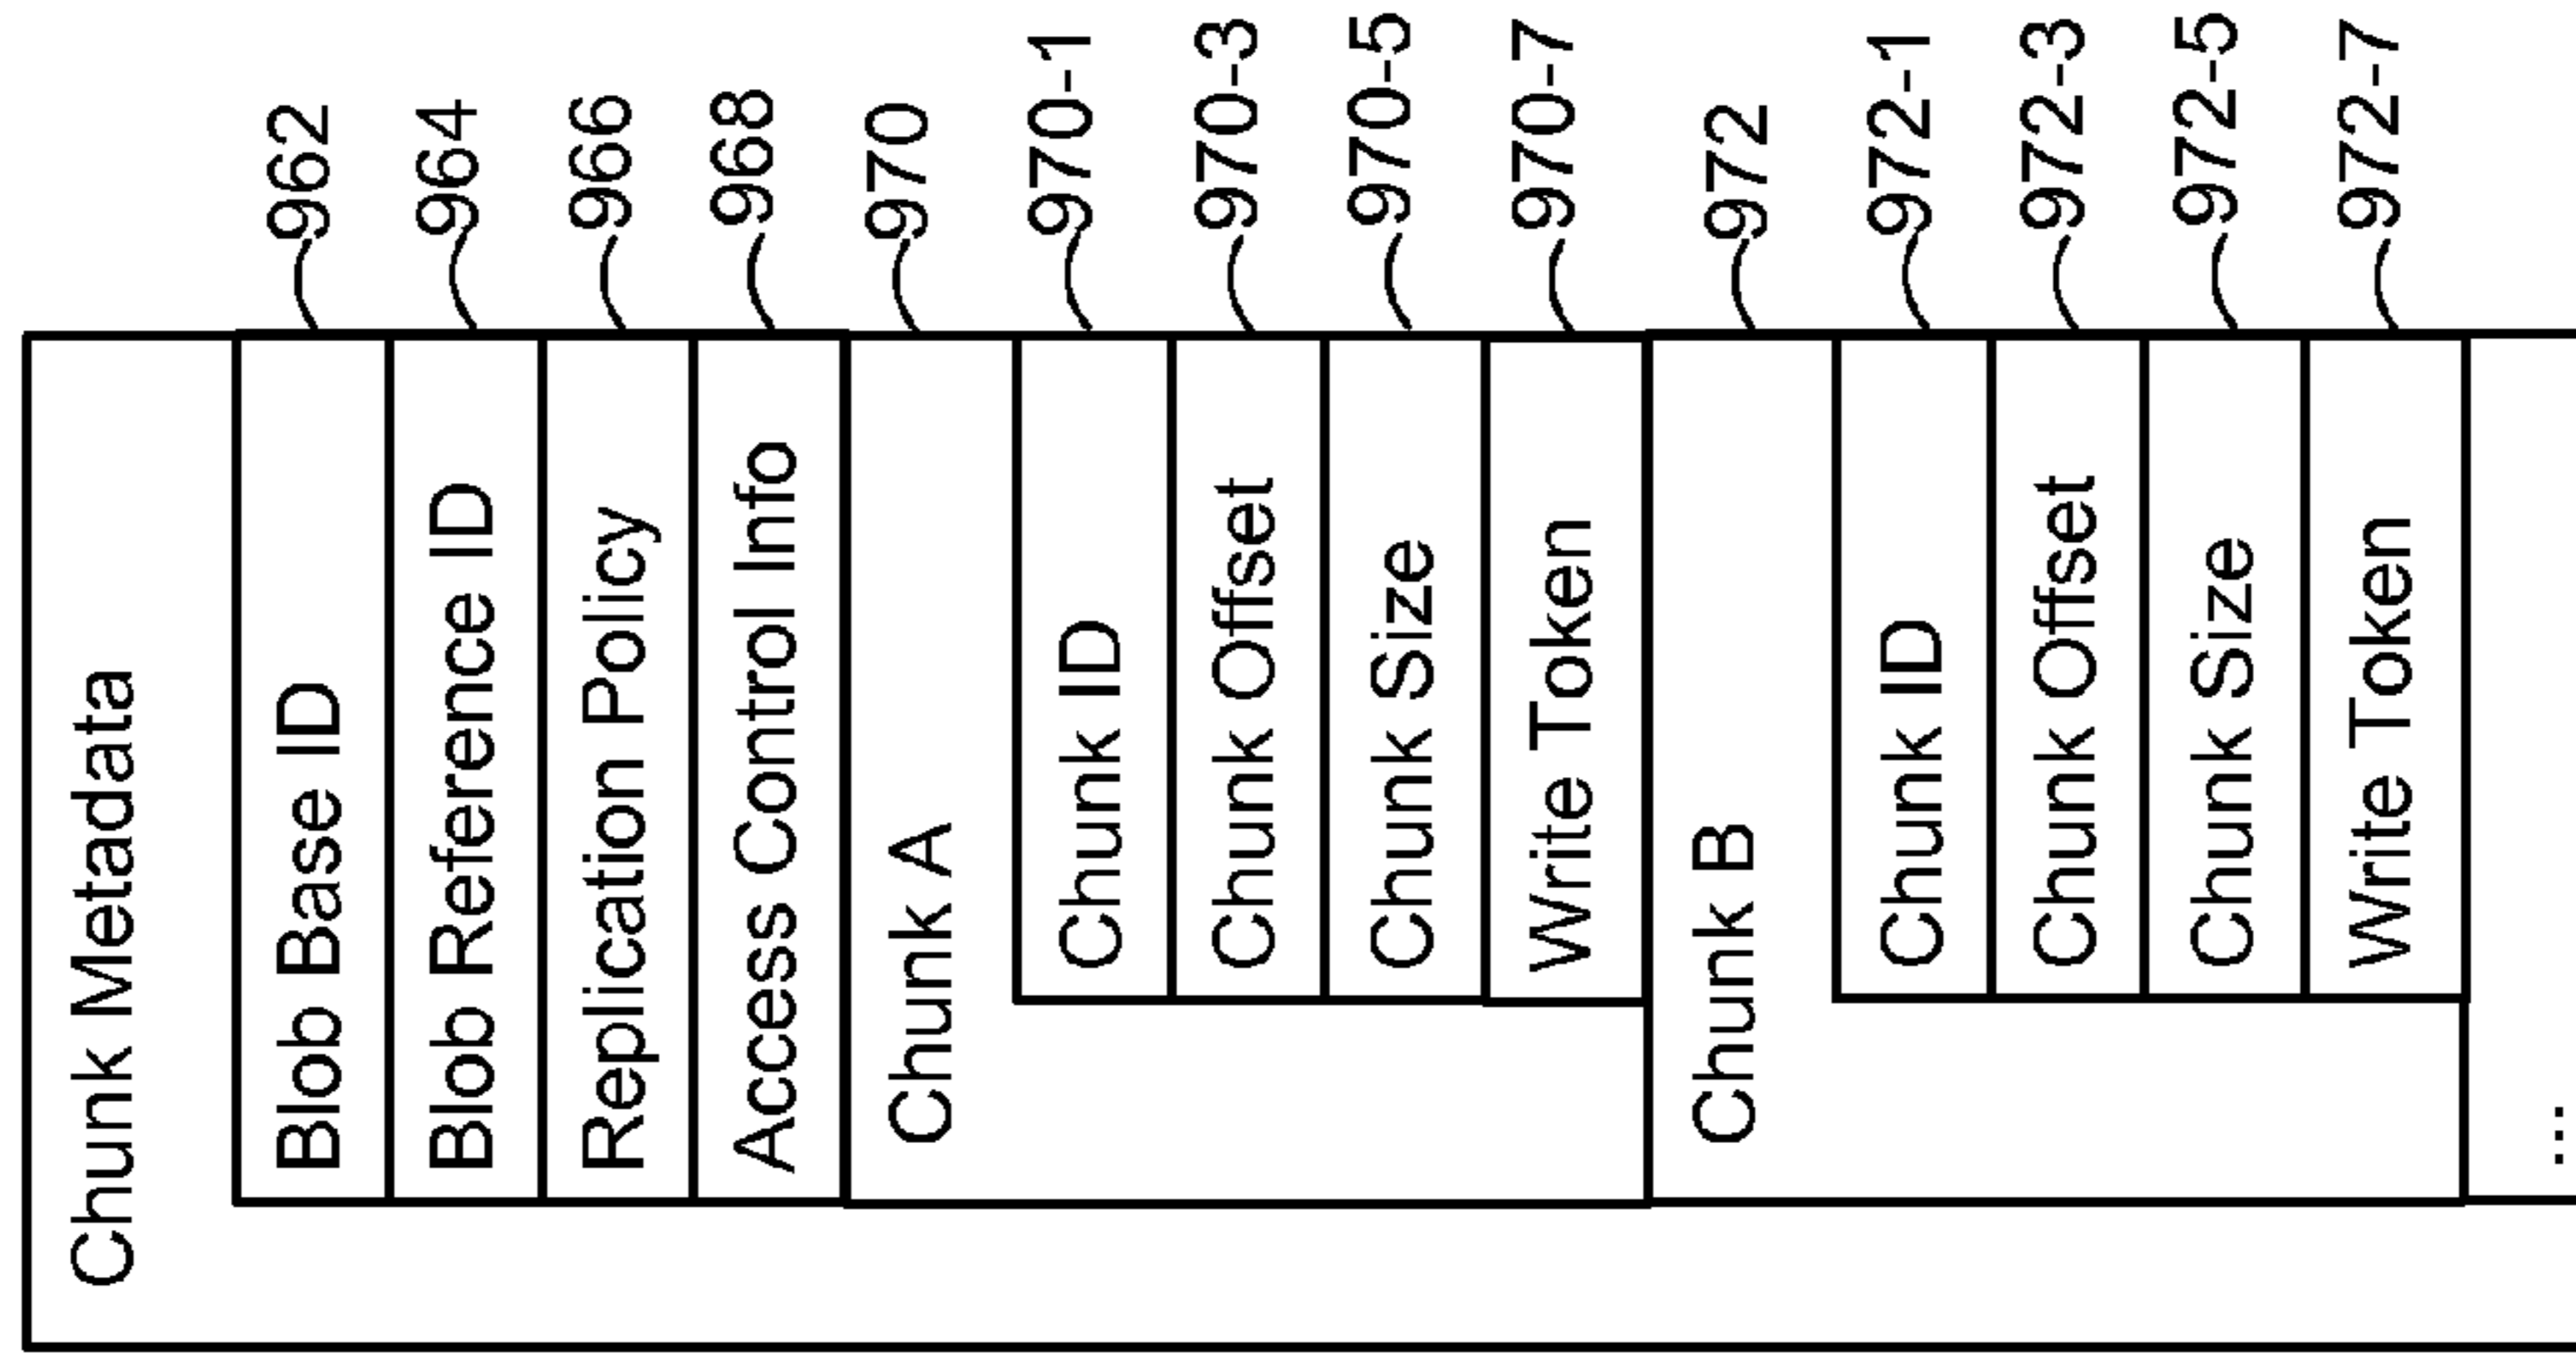 Chunk Metadata
Blob Base ID 962
Blob Reference ID 964
Replication Policy 966
Access Control Info 968
Chunk A 970
Chunk ID 970-1
Chunk Offset 970-3
Chunk Size 970-5
Write Token 970-7
Chunk B 972
Chunk ID 972-1
Chunk Offset 972-3
Chunk Size 972-5
Write Token 972-7
...